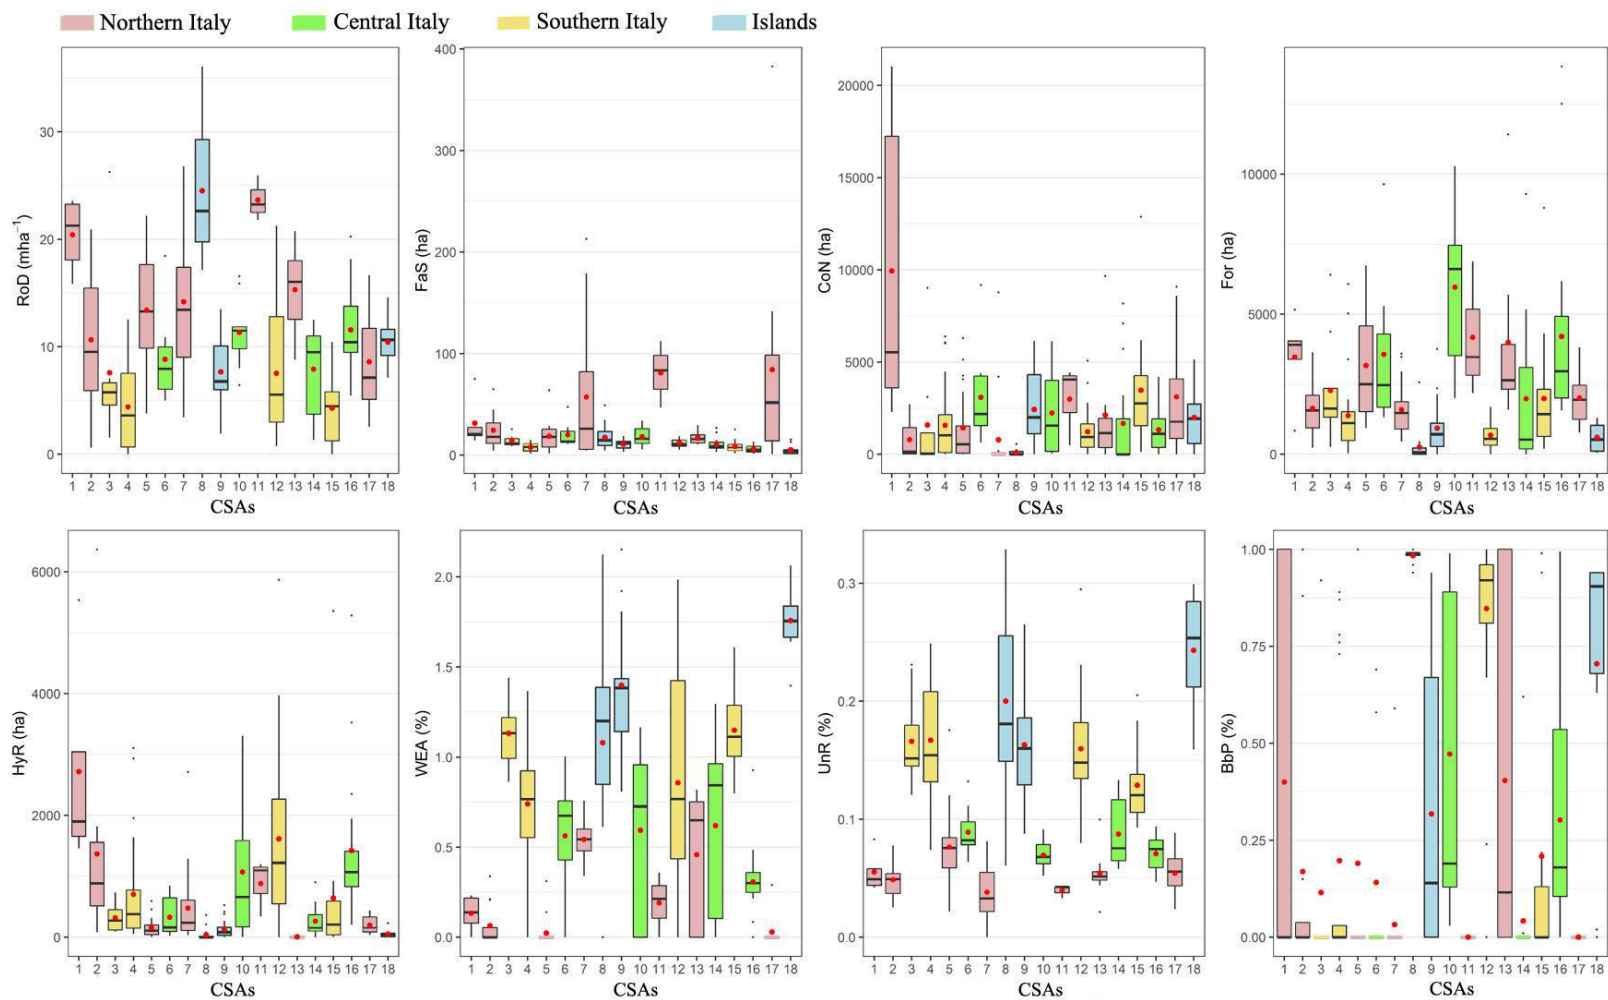 Northern Italy Central Italy Southern Italy Islands
RoD (mha⁻¹)
30
20
10
0
1 2 3 4 5 6 7 8 9 10 11 12 13 14 15 16 17 18
CSAs
FaS (ha)
400
300
200
100
0
1 2 3 4 5 6 7 8 9 10 11 12 13 14 15 16 17 18
CSAs
CoN (ha)
20000
15000
10000
5000
0
1 2 3 4 5 6 7 8 9 10 11 12 13 14 15 16 17 18
CSAs
For (ha)
10000
5000
0
1 2 3 4 5 6 7 8 9 10 11 12 13 14 15 16 17 18
CSAs
HyR (ha)
6000
4000
2000
0
1 2 3 4 5 6 7 8 9 10 11 12 13 14 15 16 17 18
CSAs
WEA (%)
2.0
1.5
1.0
0.5
0.0
1 2 3 4 5 6 7 8 9 10 11 12 13 14 15 16 17 18
CSAs
UnR (%)
0.3
0.2
0.1
0.0
1 2 3 4 5 6 7 8 9 10 11 12 13 14 15 16 17 18
CSAs
BbP (%)
1.00
0.75
0.50
0.25
0.00
1 2 3 4 5 6 7 8 9 10 11 12 13 14 15 16 17 18
CSAs